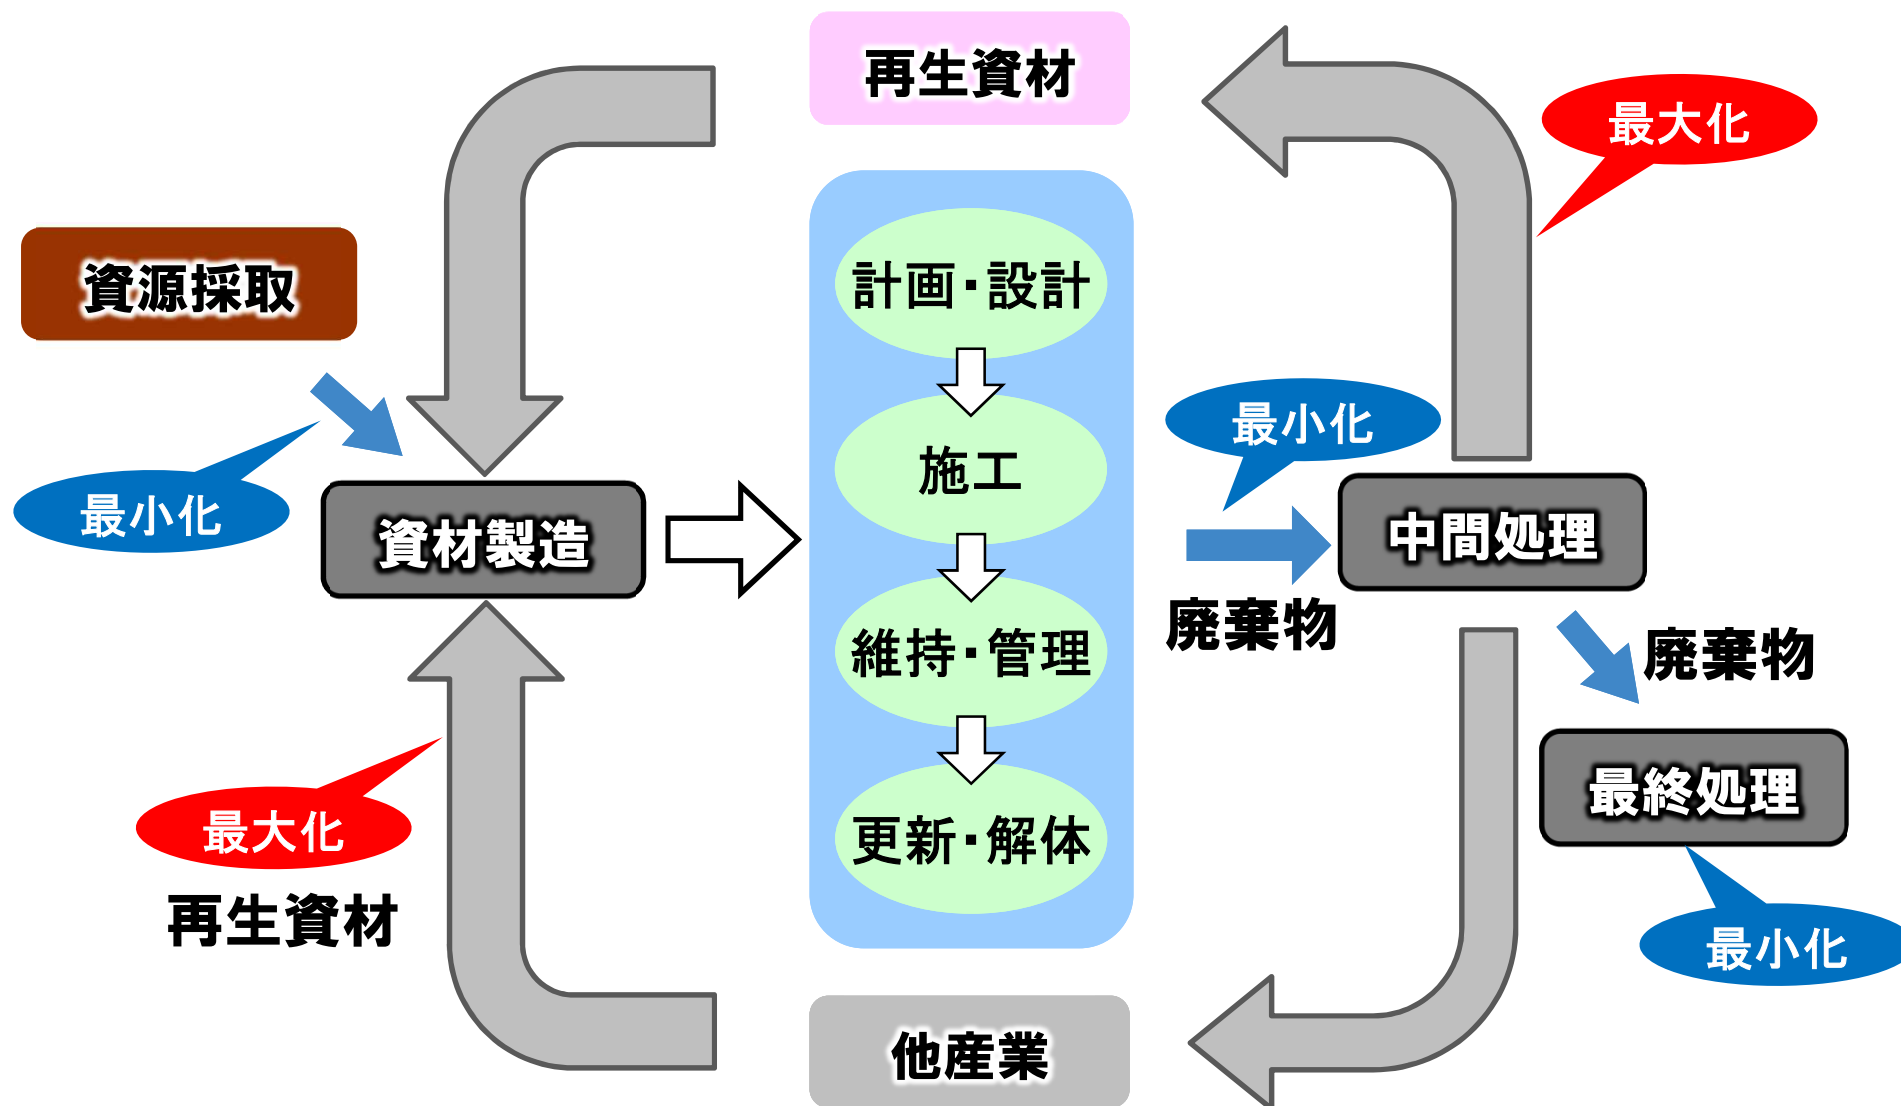 再生資材
最大化
資源採取
計画・設計
最小化
施工
最小化
資材製造
中間処理
廃棄物
維持・管理
廃棄物
最終処理
最大化
更新・解体
再生資材
最小化
他産業